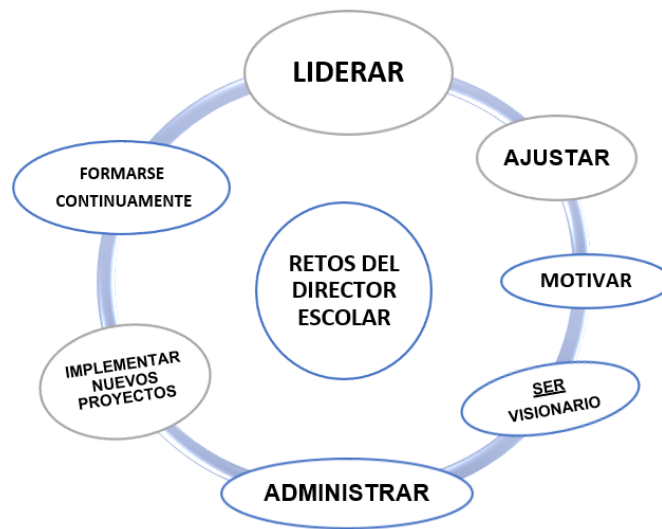 LIDERAR
AJUSTAR
MOTIVAR
SER
VISIONARIO
ADMINISTRAR
IMPLEMENTAR
NUEVOS
PROYECTOS
FORMARSE
CONTINUAMENTE
RETOS DEL
DIRECTOR
ESCOLAR